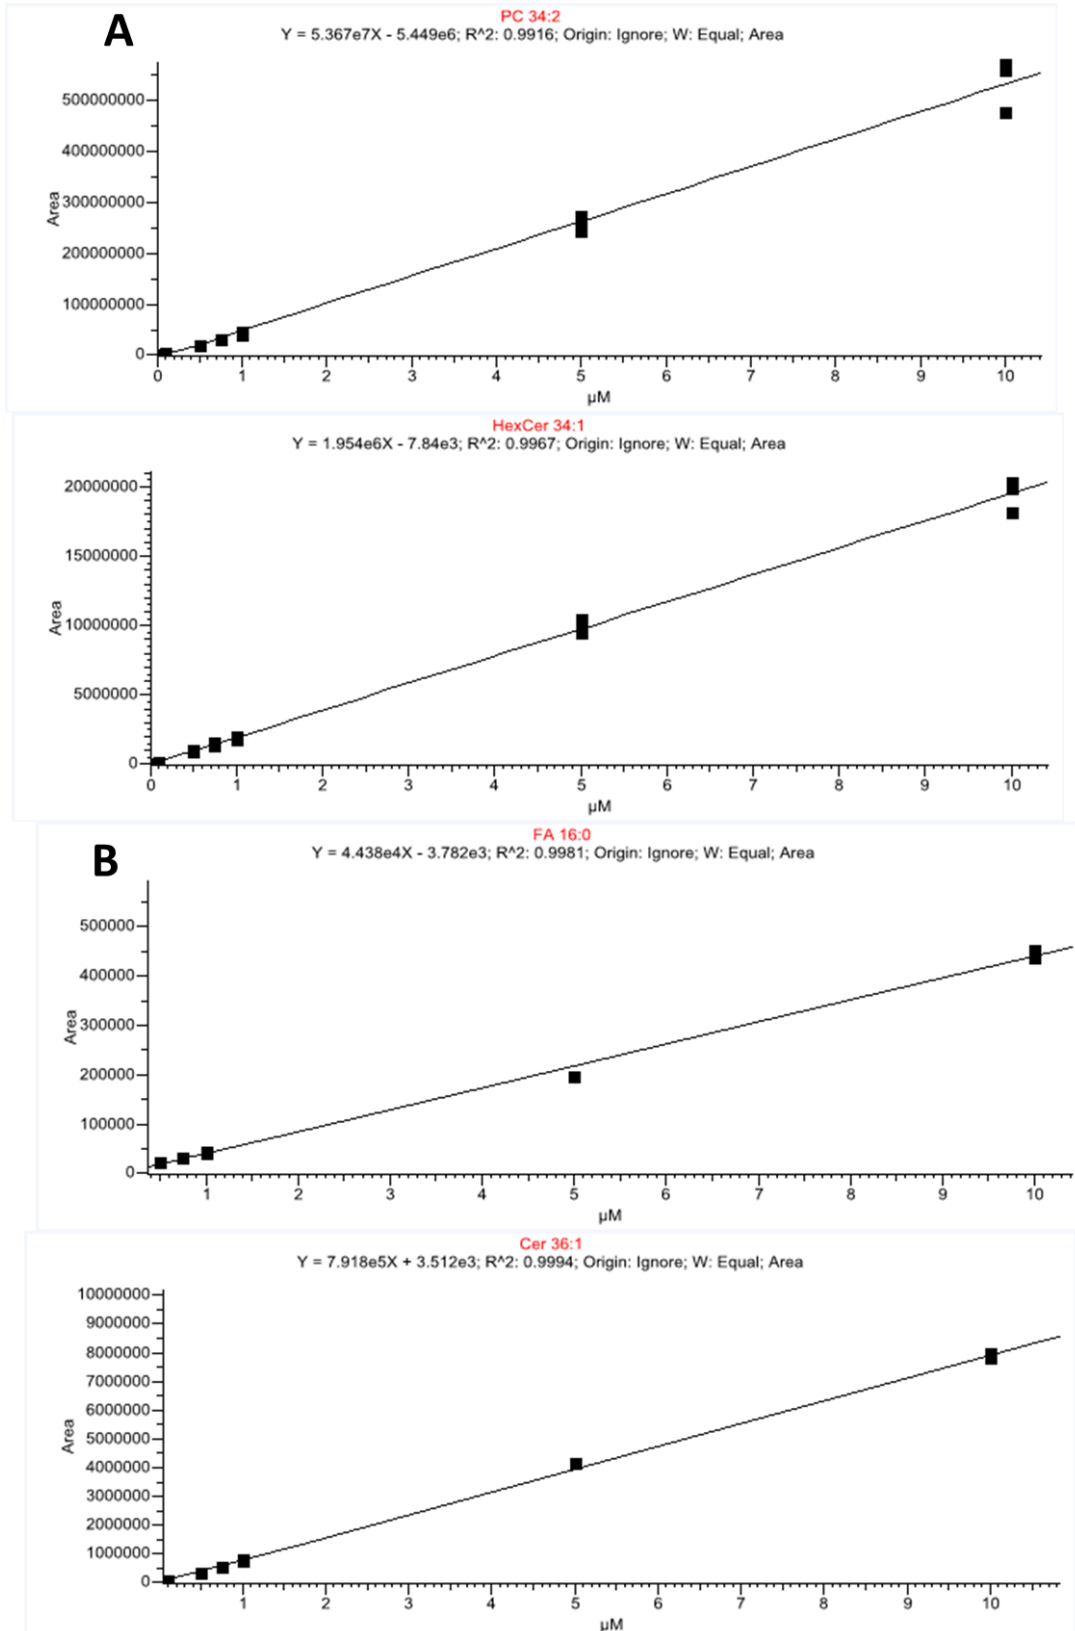 A
PC 34:2
Y = 5.367e7X - 5.449e6; R^2: 0.9916; Origin: Ignore; W: Equal; Area
500000000
400000000
300000000
200000000
100000000
0
Area
0 1 2 3 4 5 6 7 8 9 10
µM
HexCer 34:1
Y = 1.954e6X - 7.84e3; R^2: 0.9967; Origin: Ignore; W: Equal; Area
20000000
15000000
10000000
5000000
0
Area
0 1 2 3 4 5 6 7 8 9 10
µM
B
FA 16:0
Y = 4.438e4X - 3.782e3; R^2: 0.9981; Origin: Ignore; W: Equal; Area
500000
400000
300000
200000
100000
0
Area
1 2 3 4 5 6 7 8 9 10
µM
Cer 36:1
Y = 7.918e5X + 3.512e3; R^2: 0.9994; Origin: Ignore; W: Equal; Area
10000000
9000000
8000000
7000000
6000000
5000000
4000000
3000000
2000000
1000000
0
Area
1 2 3 4 5 6 7 8 9 10
µM